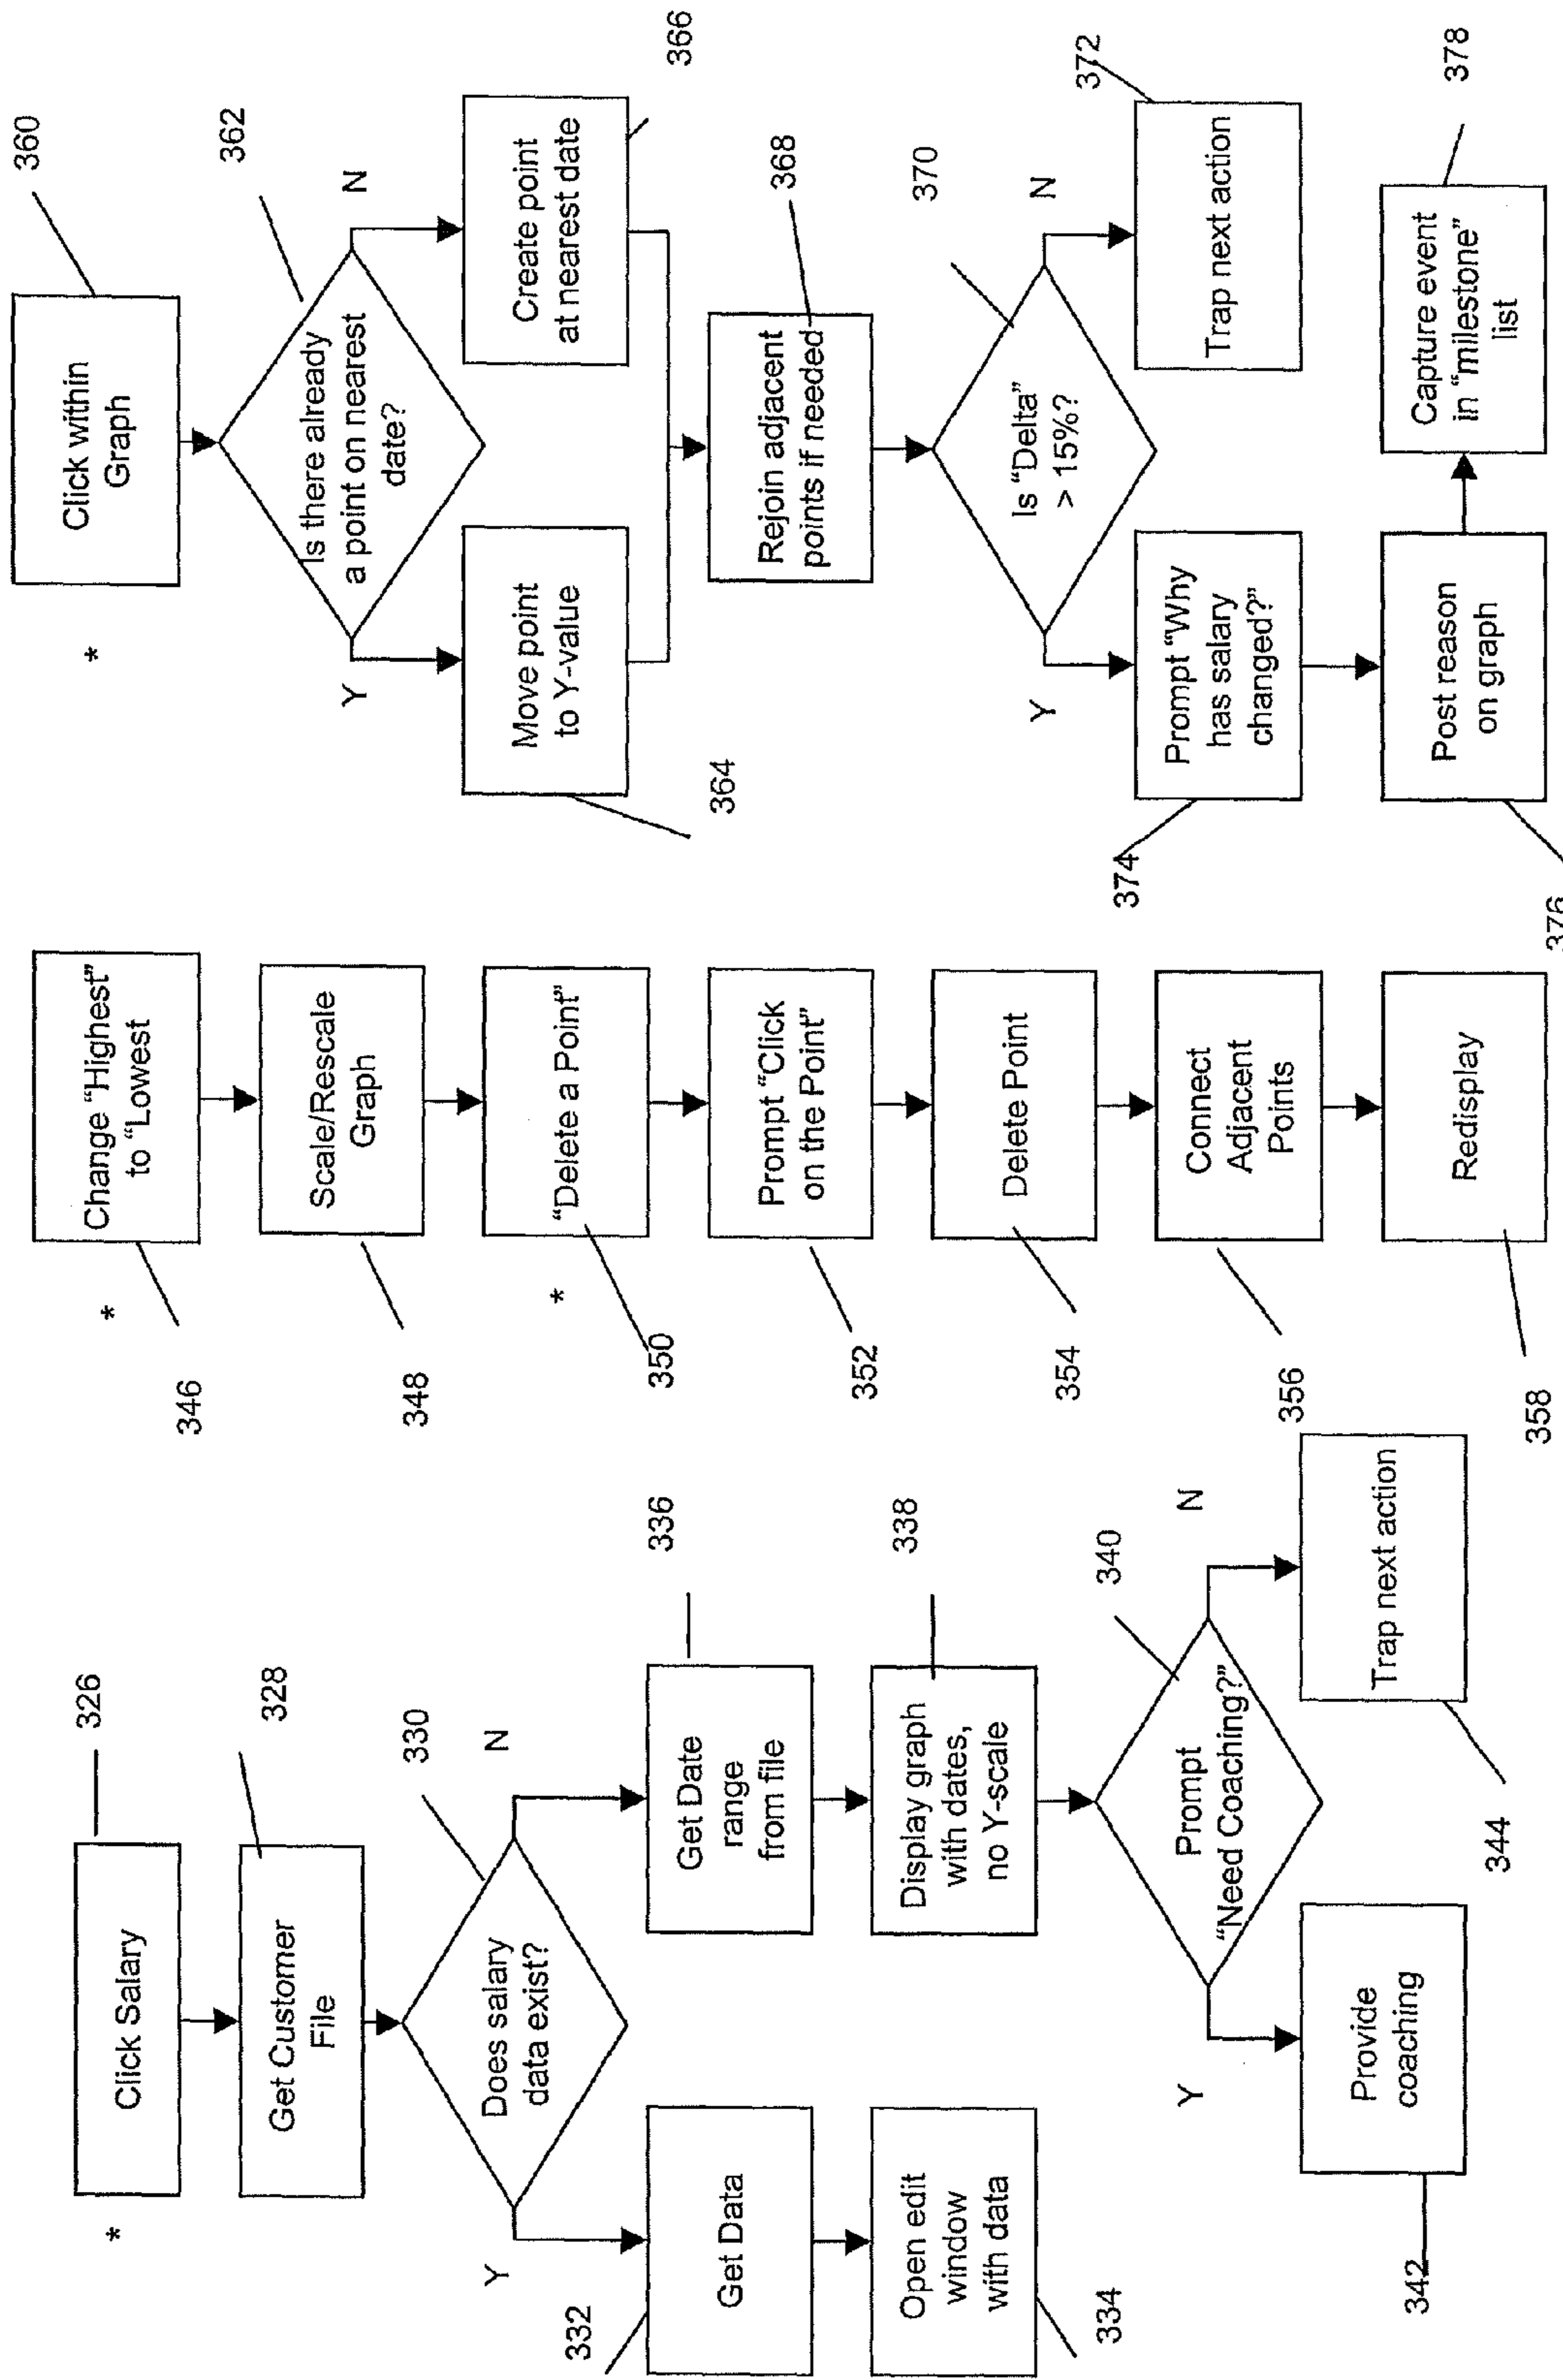 326
*
Click Salary
328
Get Customer
File
330
Does salary
data exist?
Y
N
332
Get Data
336
Get Date
range
from file
334
Open edit
window
with data
338
Display graph
with dates,
no Y-scale
340
Prompt
"Need Coaching?"
Y
N
342
Provide
coaching
344
Trap next action
*
346
Change "Highest"
to "Lowest
348
Scale/Rescale
Graph
*
350
"Delete a Point"
352
Prompt "Click
on the Point"
354
Delete Point
356
Connect
Adjacent
Points
358
Redisplay
360
*
Click within
Graph
362
Is there already
a point on nearest
date?
Y
N
364
Move point
to Y-value
366
Create point
at nearest date
368
Rejoin adjacent
points if needed
370
Is "Delta"
> 15%?
Y
N
372
Trap next action
374
Prompt "Why
has salary
changed?"
376
Post reason
on graph
378
Capture event
in "milestone"
list